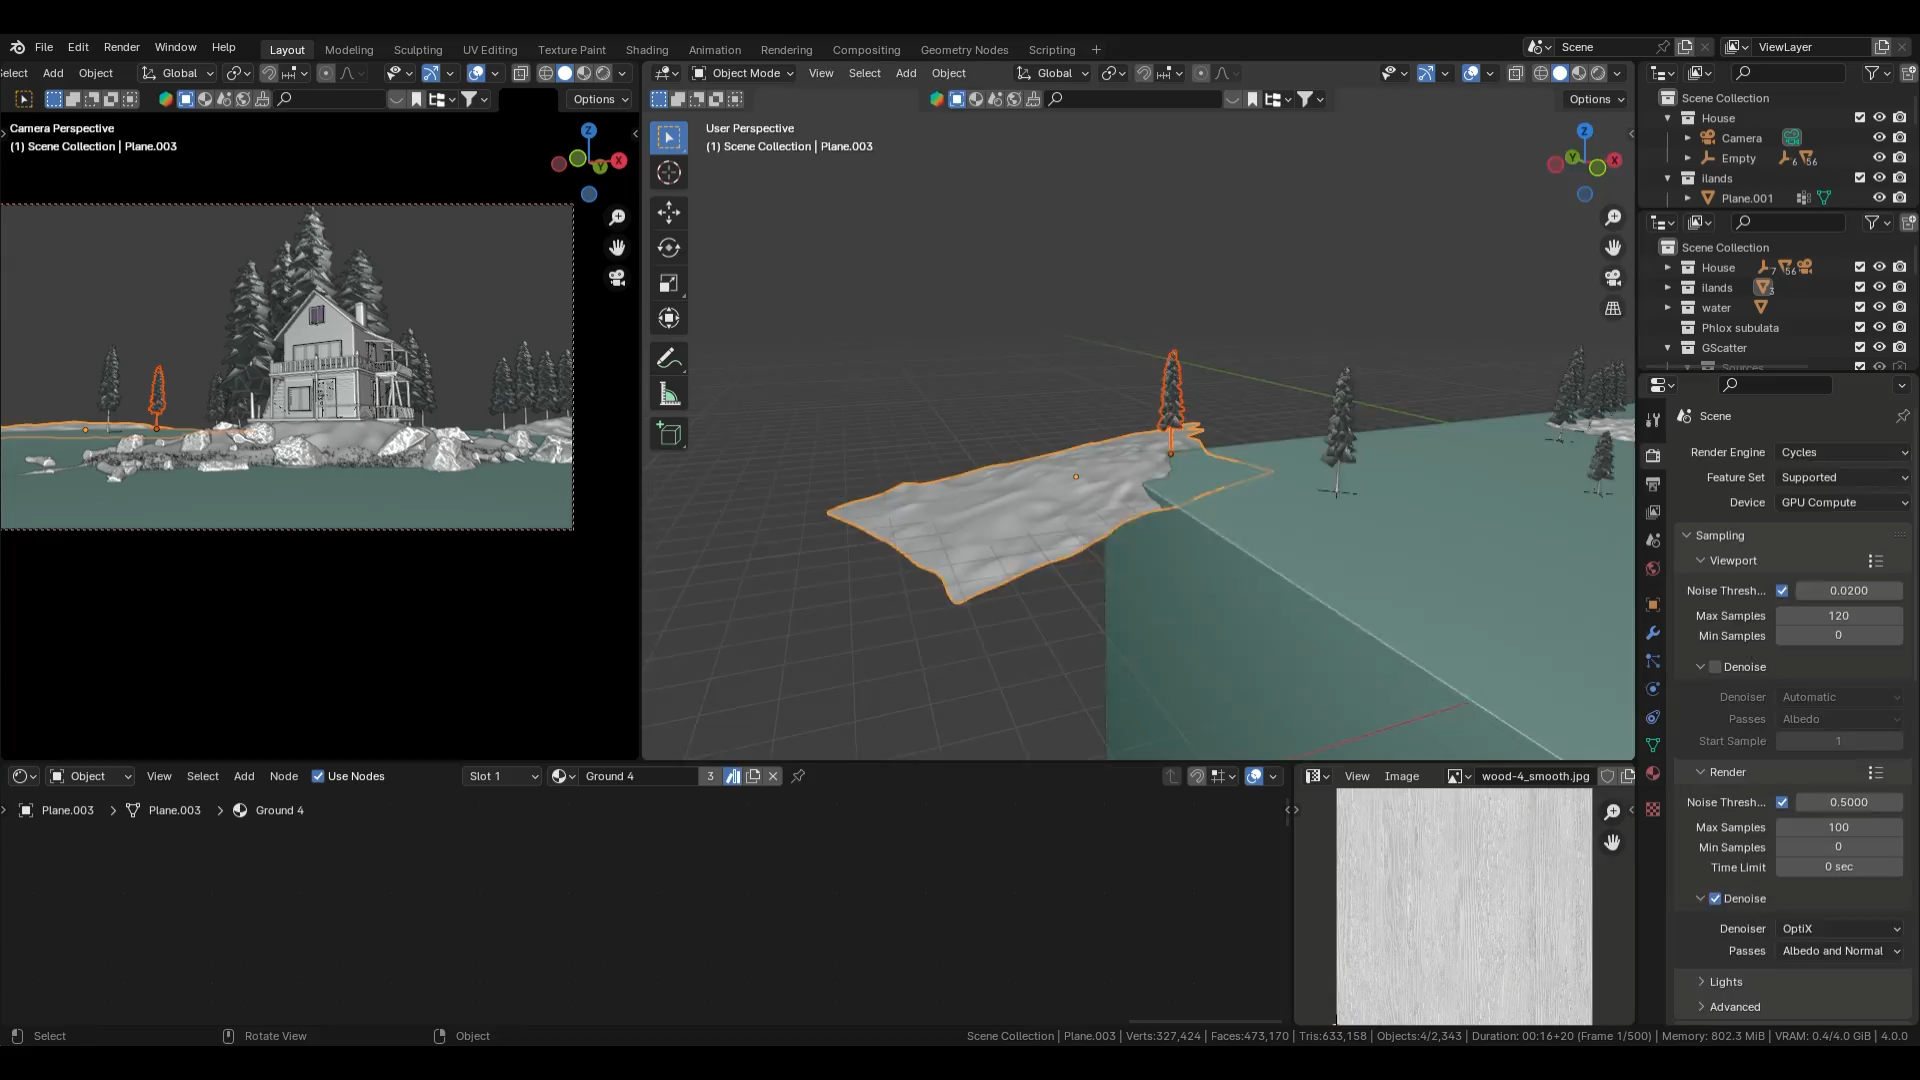 File Edit Render Window Help Layout Modeling Sculpting UV Editing Texture Paint Shading Animation Rendering Compositing Geometry Nodes Scripting + Scene ViewLayer
elect Add Object Global Object Mode View Select Add Object Global
Options Options
Camera Perspective
(1) Scene Collection | Plane.003
User Perspective
(1) Scene Collection | Plane.003
Z
X
Y
Z
X
Y
Scene Collection
House
Camera
Empty 6 56
ilands
Plane.001
Scene Collection
House 7 56
ilands 3
water
Phlox subulata
GScatter
Sources
Scene
Render Engine Cycles
Feature Set Supported
Device GPU Compute
Sampling
Viewport
Noise Thresh... 0.0200
Max Samples 120
Min Samples 0
Denoise
Denoiser Automatic
Passes Albedo
Start Sample 1
Render
Noise Thresh... 0.5000
Max Samples 100
Min Samples 0
Time Limit 0 sec
Denoise
Denoiser OptiX
Passes Albedo and Normal
Lights
Advanced
Object View Select Add Node Use Nodes Slot 1 Ground 4 3
Plane.003 > Plane.003 > Ground 4
View Image wood-4_smooth.jpg
Select Rotate View Object
Scene Collection | Plane.003 | Verts:327,424 | Faces:473,170 | Tris:633,158 | Objects:4/2,343 | Duration: 00:16+20 (Frame 1/500) | Memory: 802.3 MiB | VRAM: 0.4/4.0 GiB | 4.0.0